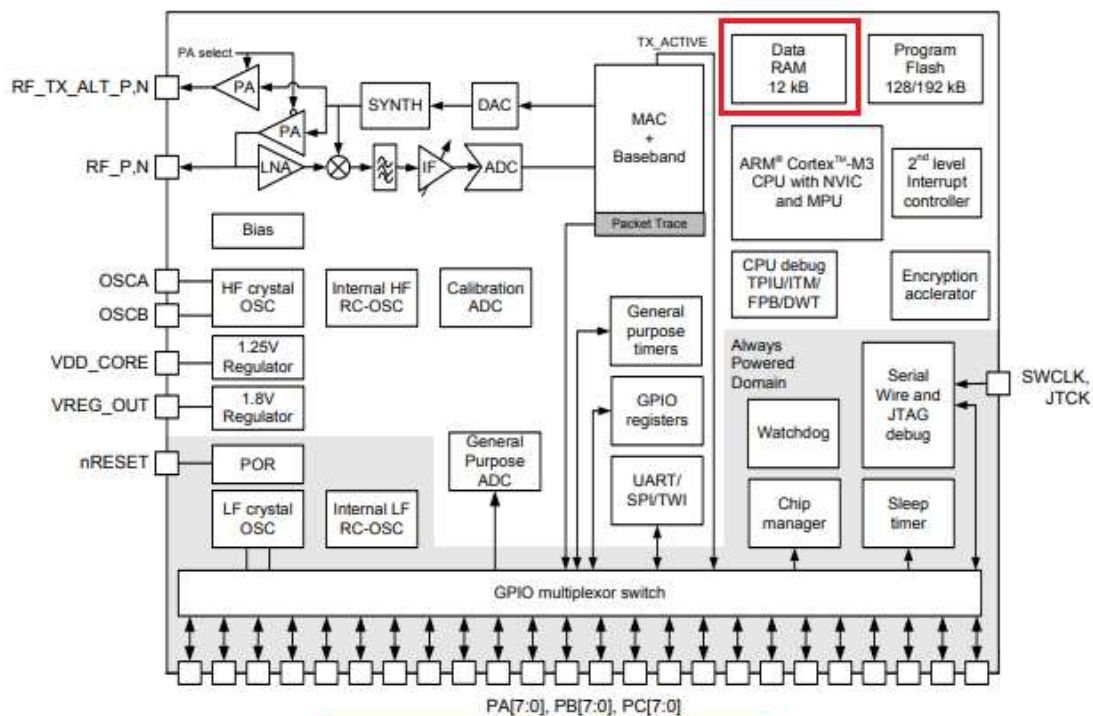 PA select
TX_ACTIVE
Data
RAM
12 kB
Program
Flash
128/192 kB
RF_TX_ALT_P,N
PA
SYNTH
DAC
MAC
+
Baseband
PA
RF_P,N
LNA
IF
ADC
ARM® Cortex™-M3
CPU with NVIC
and MPU
2nd level
Interrupt
controller
Packet Trace
Bias
OSCA
OSCB
HF crystal
OSC
Internal HF
RC-OSC
Calibration
ADC
CPU debug
TPIU/ITM/
FPB/DWT
Encryption
acclerator
General
purpose
timers
Always
Powered
Domain
VDD_CORE
1.25V
Regulator
Serial
Wire and
JTAG
debug
SWCLK,
JTCK
VREG_OUT
1.8V
Regulator
GPIO
registers
Watchdog
nRESET
POR
General
Purpose
ADC
UART/
SPI/TWI
LF crystal
OSC
Internal LF
RC-OSC
Chip
manager
Sleep
timer
GPIO multiplexor switch
PA[7:0], PB[7:0], PC[7:0]